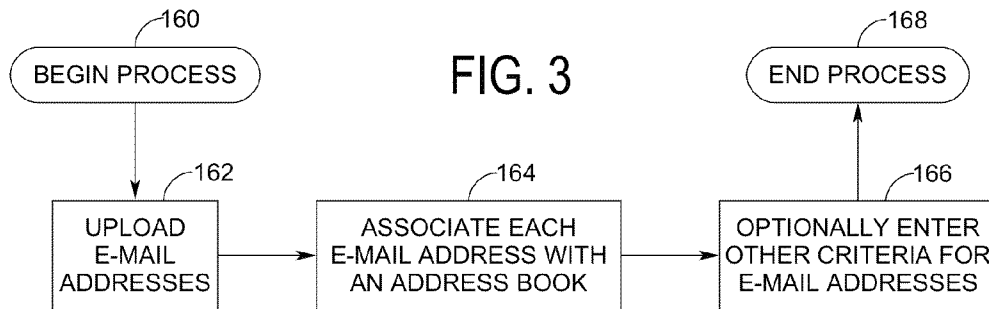 160
BEGIN PROCESS
FIG. 3
168
END PROCESS
162
UPLOAD
E-MAIL
ADDRESSES
164
ASSOCIATE EACH
E-MAIL ADDRESS WITH
AN ADDRESS BOOK
166
OPTIONALLY ENTER
OTHER CRITERIA FOR
E-MAIL ADDRESSES